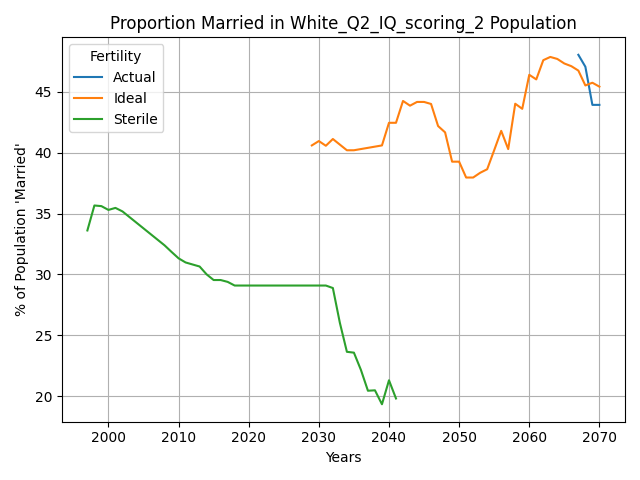 Proportion Married in White_Q2_IQ_scoring_2 Population
Fertility
Actual
Ideal
Sterile
% of Population 'Married'
45
40
35
30
25
20
2000
2010
2020
2030
2040
2050
2060
2070
Years